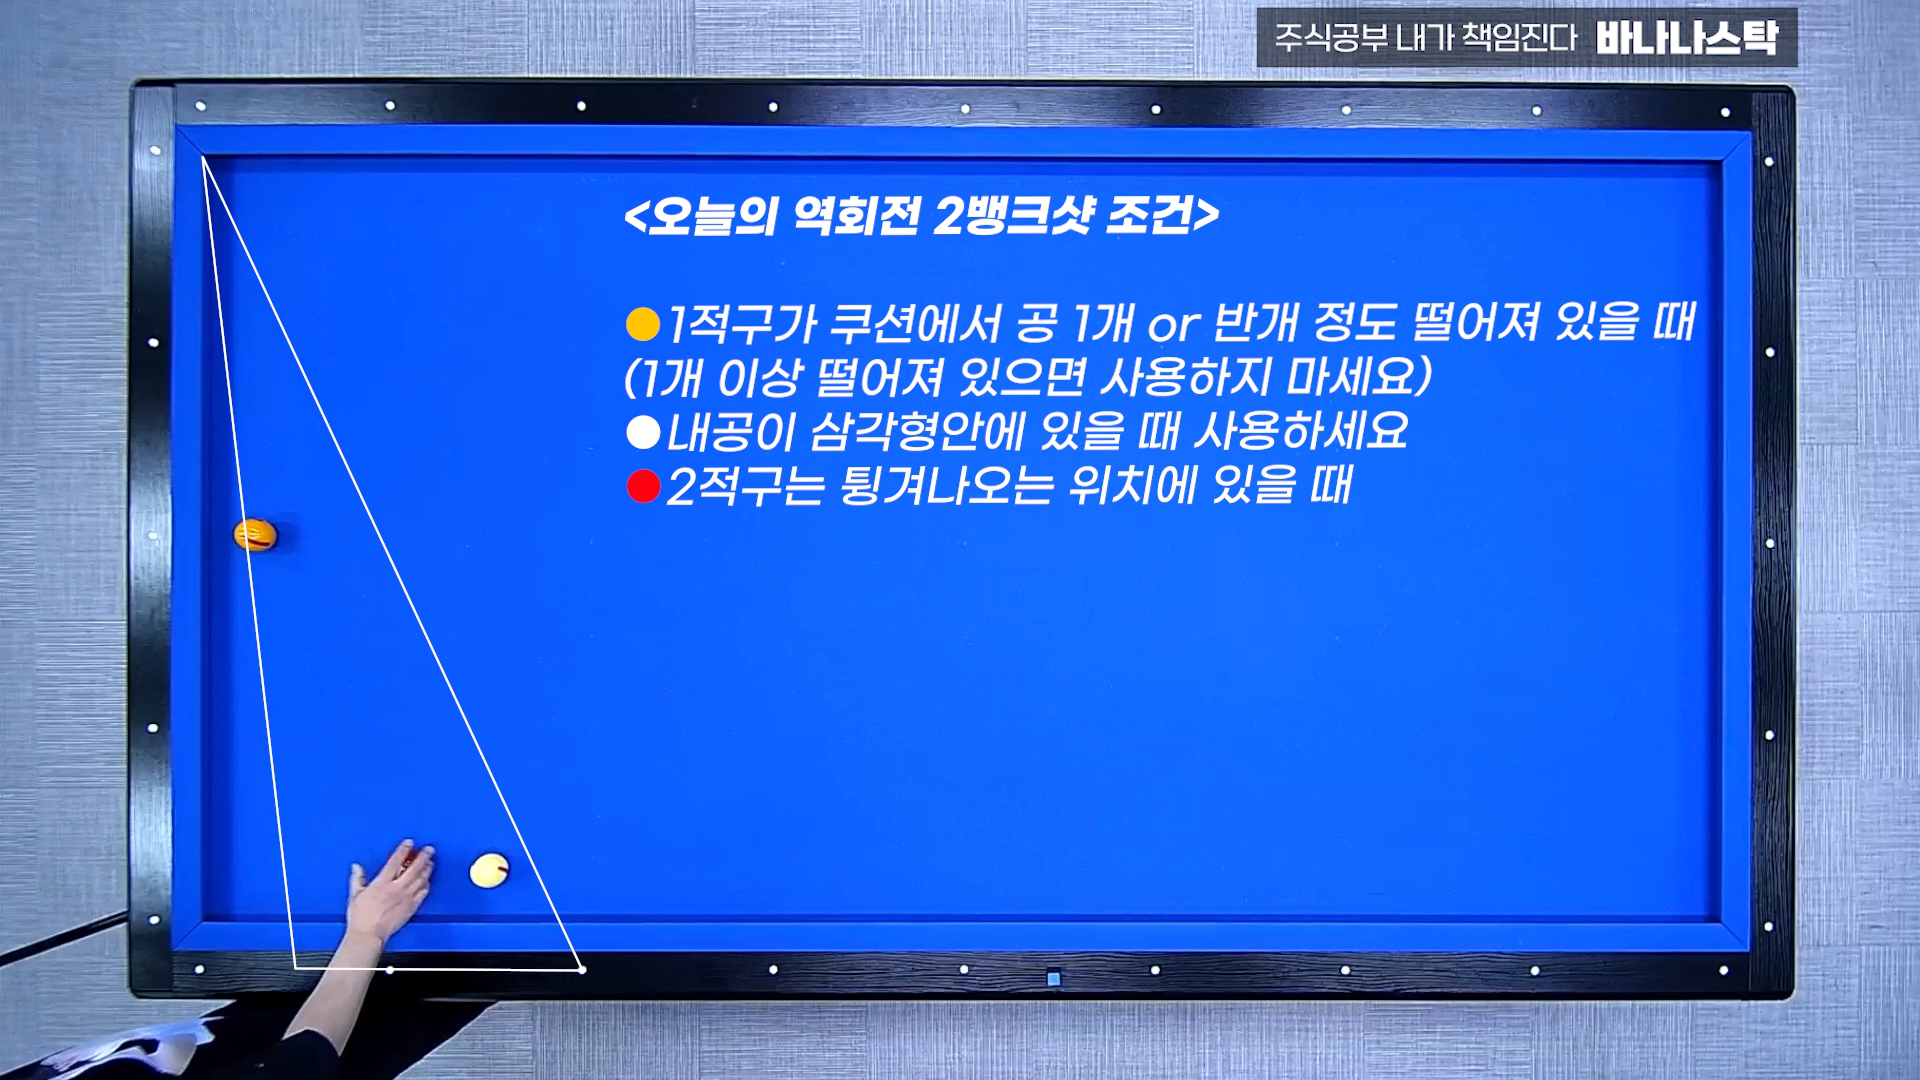 주식공부 내가 책임진다 바나나스탁
<오늘의 역회전 2뱅크샷 조건>
1적구가 쿠션에서 공 1개 or 반개 정도 떨어져 있을 때
(1개 이상 떨어져 있으면 사용하지 마세요)
내공이 삼각형안에 있을 때 사용하세요
2적구는 튕겨나오는 위치에 있을 때